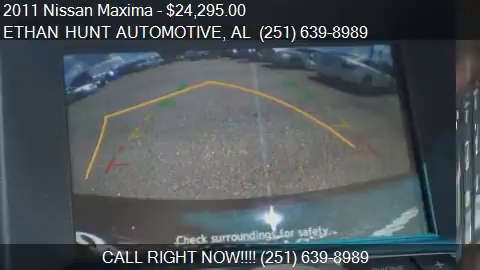 2011 Nissan Maxima - $24,295.00
ETHAN HUNT AUTOMOTIVE, AL (251) 639-8989
Check surroundings for safety.
CALL RIGHT NOW!!!! (251) 639-8989